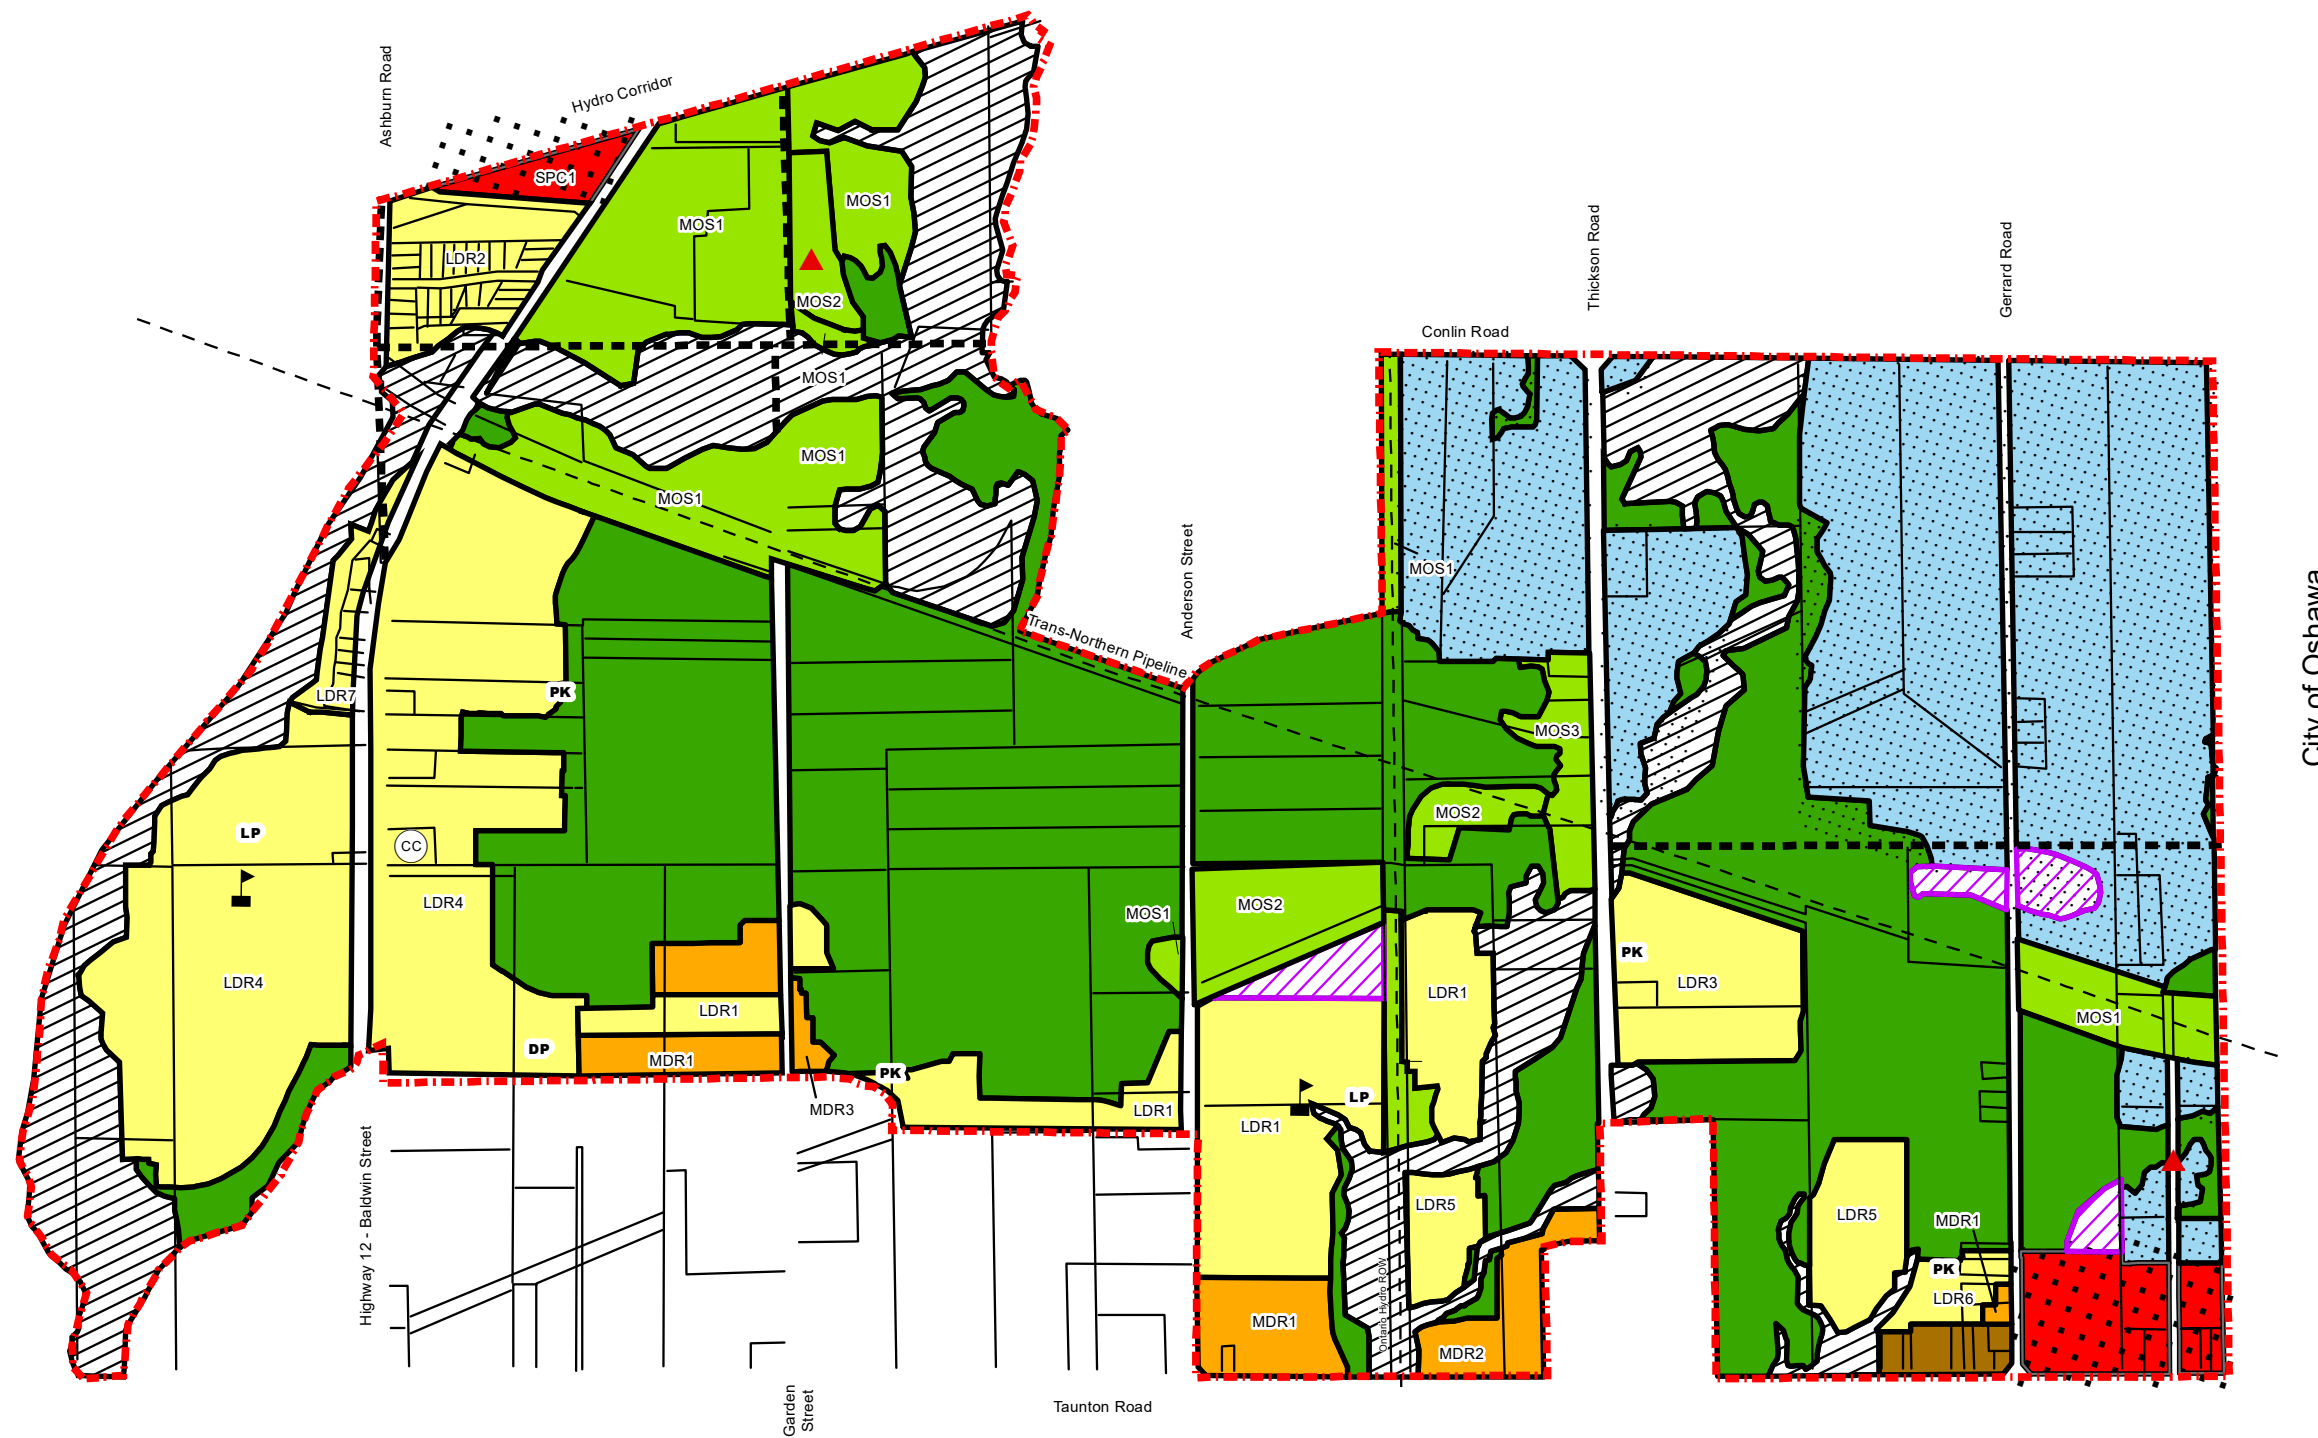 Ashburn Road
Hydro Corridor
SPC1
MOS1
MOS1
LDR2
MOS2
Thickson Road
Gerrard Road
Conlin Road
MOS1
MOS1
MOS1
MOS1
Anderson Street
City of Oshawa
Trans-Northern Pipeline
LDR7
PK
MOS3
MOS2
LP
CC
LDR4
MOS1
MOS2
PK
LDR4
LDR1
LDR3
LDR1
MOS1
DP
MDR1
PK
MDR3
LDR1
LP
LDR1
LDR5
LDR5
MDR1
PK
LDR6
Highway 12 - Baldwin Street
Ontario Hydro ROW
MDR1
MDR2
Garden
Street
Taunton Road